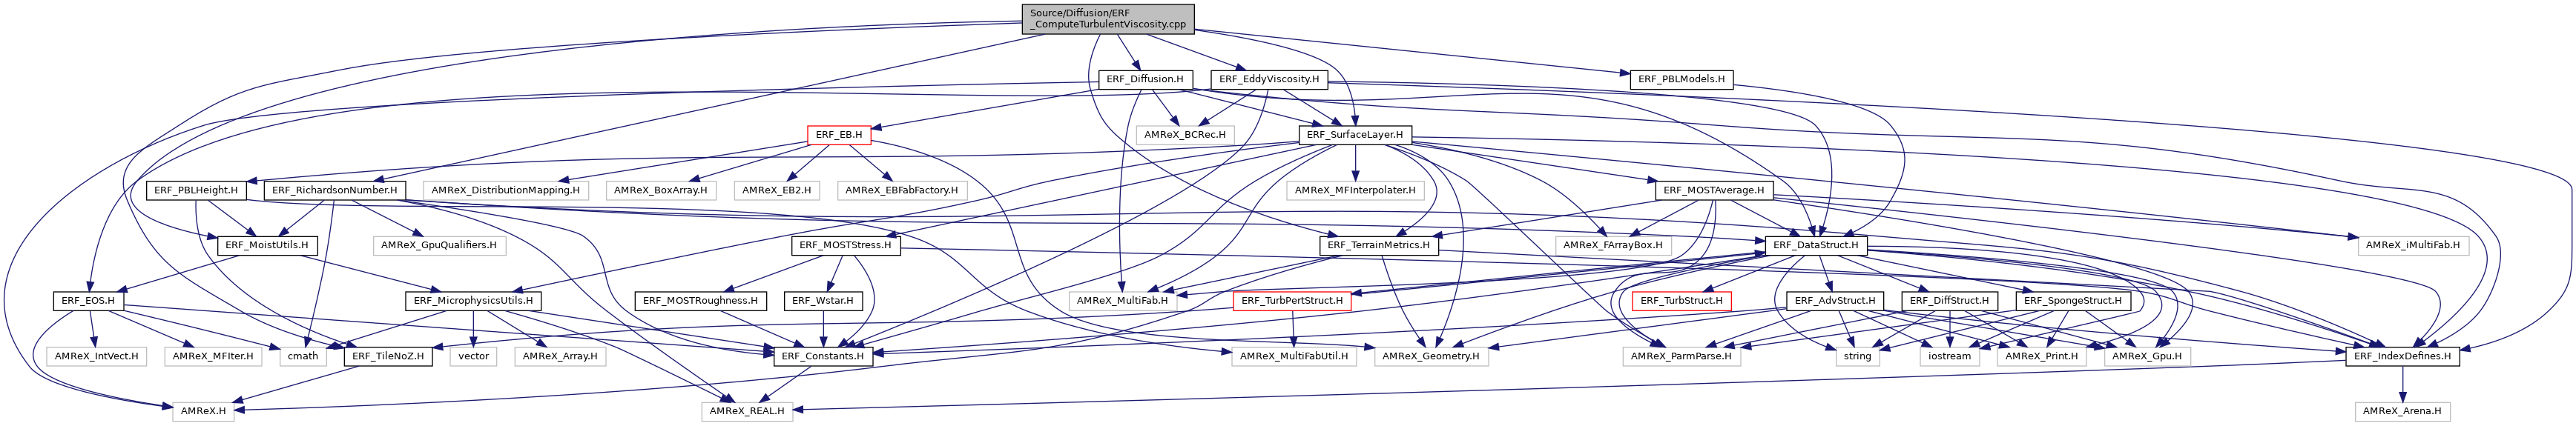 Source/Diffusion/ERF
_ComputeTurbulentViscosity.cpp
ERF_Diffusion.H
ERF_EddyViscosity.H
ERF_PBLModels.H
ERF_EB.H
AMReX_BCRec.H
ERF_SurfaceLayer.H
ERF_PBLHeight.H
ERF_RichardsonNumber.H
AMReX_DistributionMapping.H
AMReX_BoxArray.H
AMReX_EB2.H
AMReX_EBFabFactory.H
AMReX_MFInterpolater.H
ERF_MOSTAverage.H
ERF_MoistUtils.H
AMReX_GpuQualifiers.H
ERF_MOSTStress.H
ERF_TerrainMetrics.H
AMReX_FArrayBox.H
ERF_DataStruct.H
AMReX_iMultiFab.H
ERF_EOS.H
ERF_MicrophysicsUtils.H
ERF_MOSTRoughness.H
ERF_Wstar.H
AMReX_MultiFab.H
ERF_TurbPertStruct.H
ERF_TurbStruct.H
ERF_AdvStruct.H
ERF_DiffStruct.H
ERF_SpongeStruct.H
AMReX_IntVect.H
AMReX_MFIter.H
cmath
ERF_TileNoZ.H
vector
AMReX_Array.H
ERF_Constants.H
AMReX_MultiFabUtil.H
AMReX_Geometry.H
AMReX_ParmParse.H
string
iostream
AMReX_Print.H
AMReX_Gpu.H
ERF_IndexDefines.H
AMReX.H
AMReX_REAL.H
AMReX_Arena.H